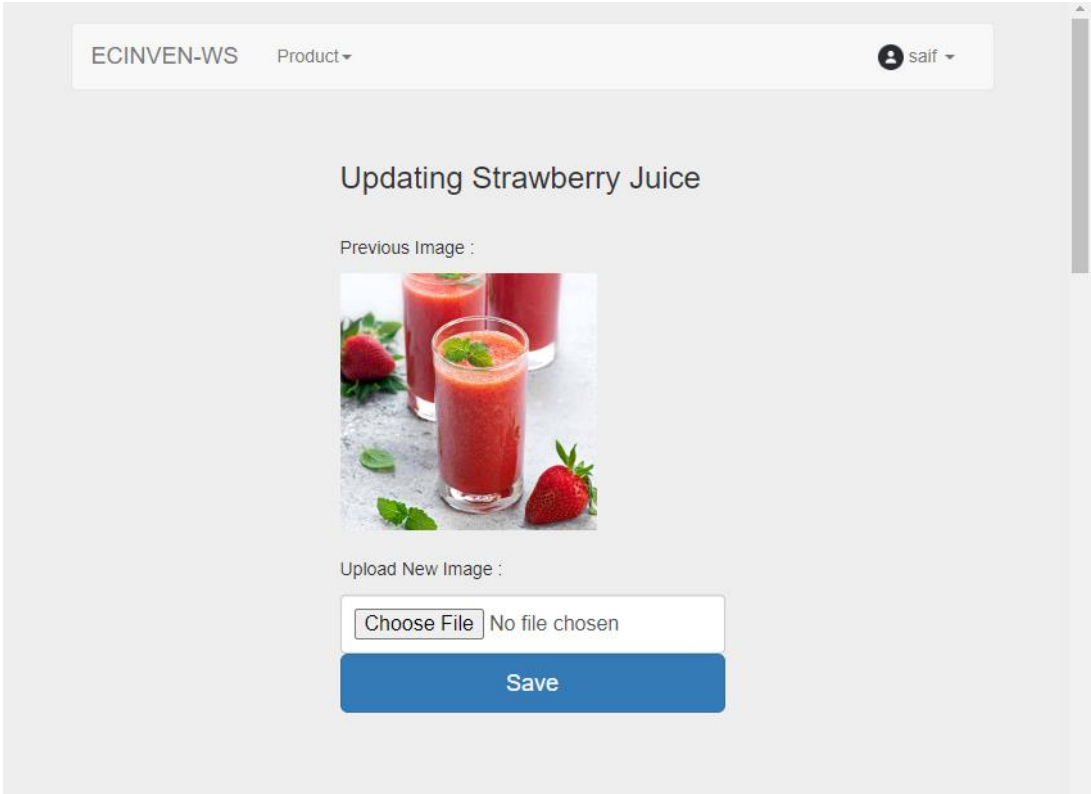 ECINVEN-WS Product saif
Updating Strawberry Juice
Previous Image :
Upload New Image :
Choose File No file chosen
Save